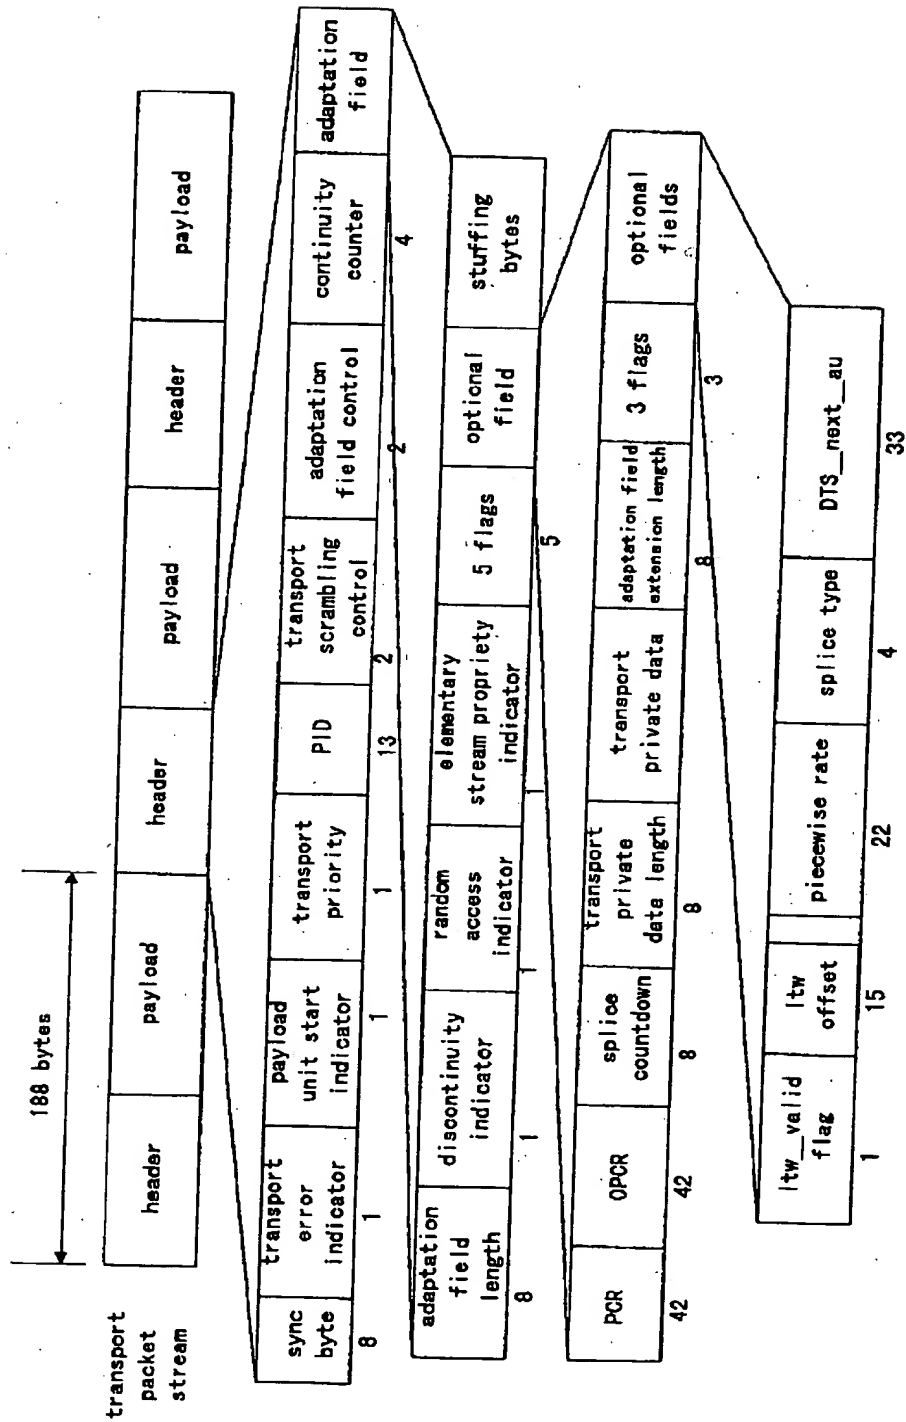 188 bytes
transport
packet
stream
header
payload
header
payload
header
payload
sync
byte
8
transport
error
indicator
1
payload
unit start
indicator
1
transport
priority
1
PID
13
transport
scrambling
control
2
adaptation
field control
2
continuity
counter
4
adaptation
field
adaptation
field
length
8
discontinuity
indicator
1
random
access
indicator
1
elementary
stream propriety
indicator
1
5 flags
5
optional
field
stuffing
bytes
PCR
42
OPCR
42
splice
countdown
8
transport
private
data length
8
transport
private data
adaptation field
extension length
8
3 flags
3
optional
fields
ltw_valid
flag
1
ltw
offset
15
piecewise rate
22
splice type
4
DTS_next_au
33